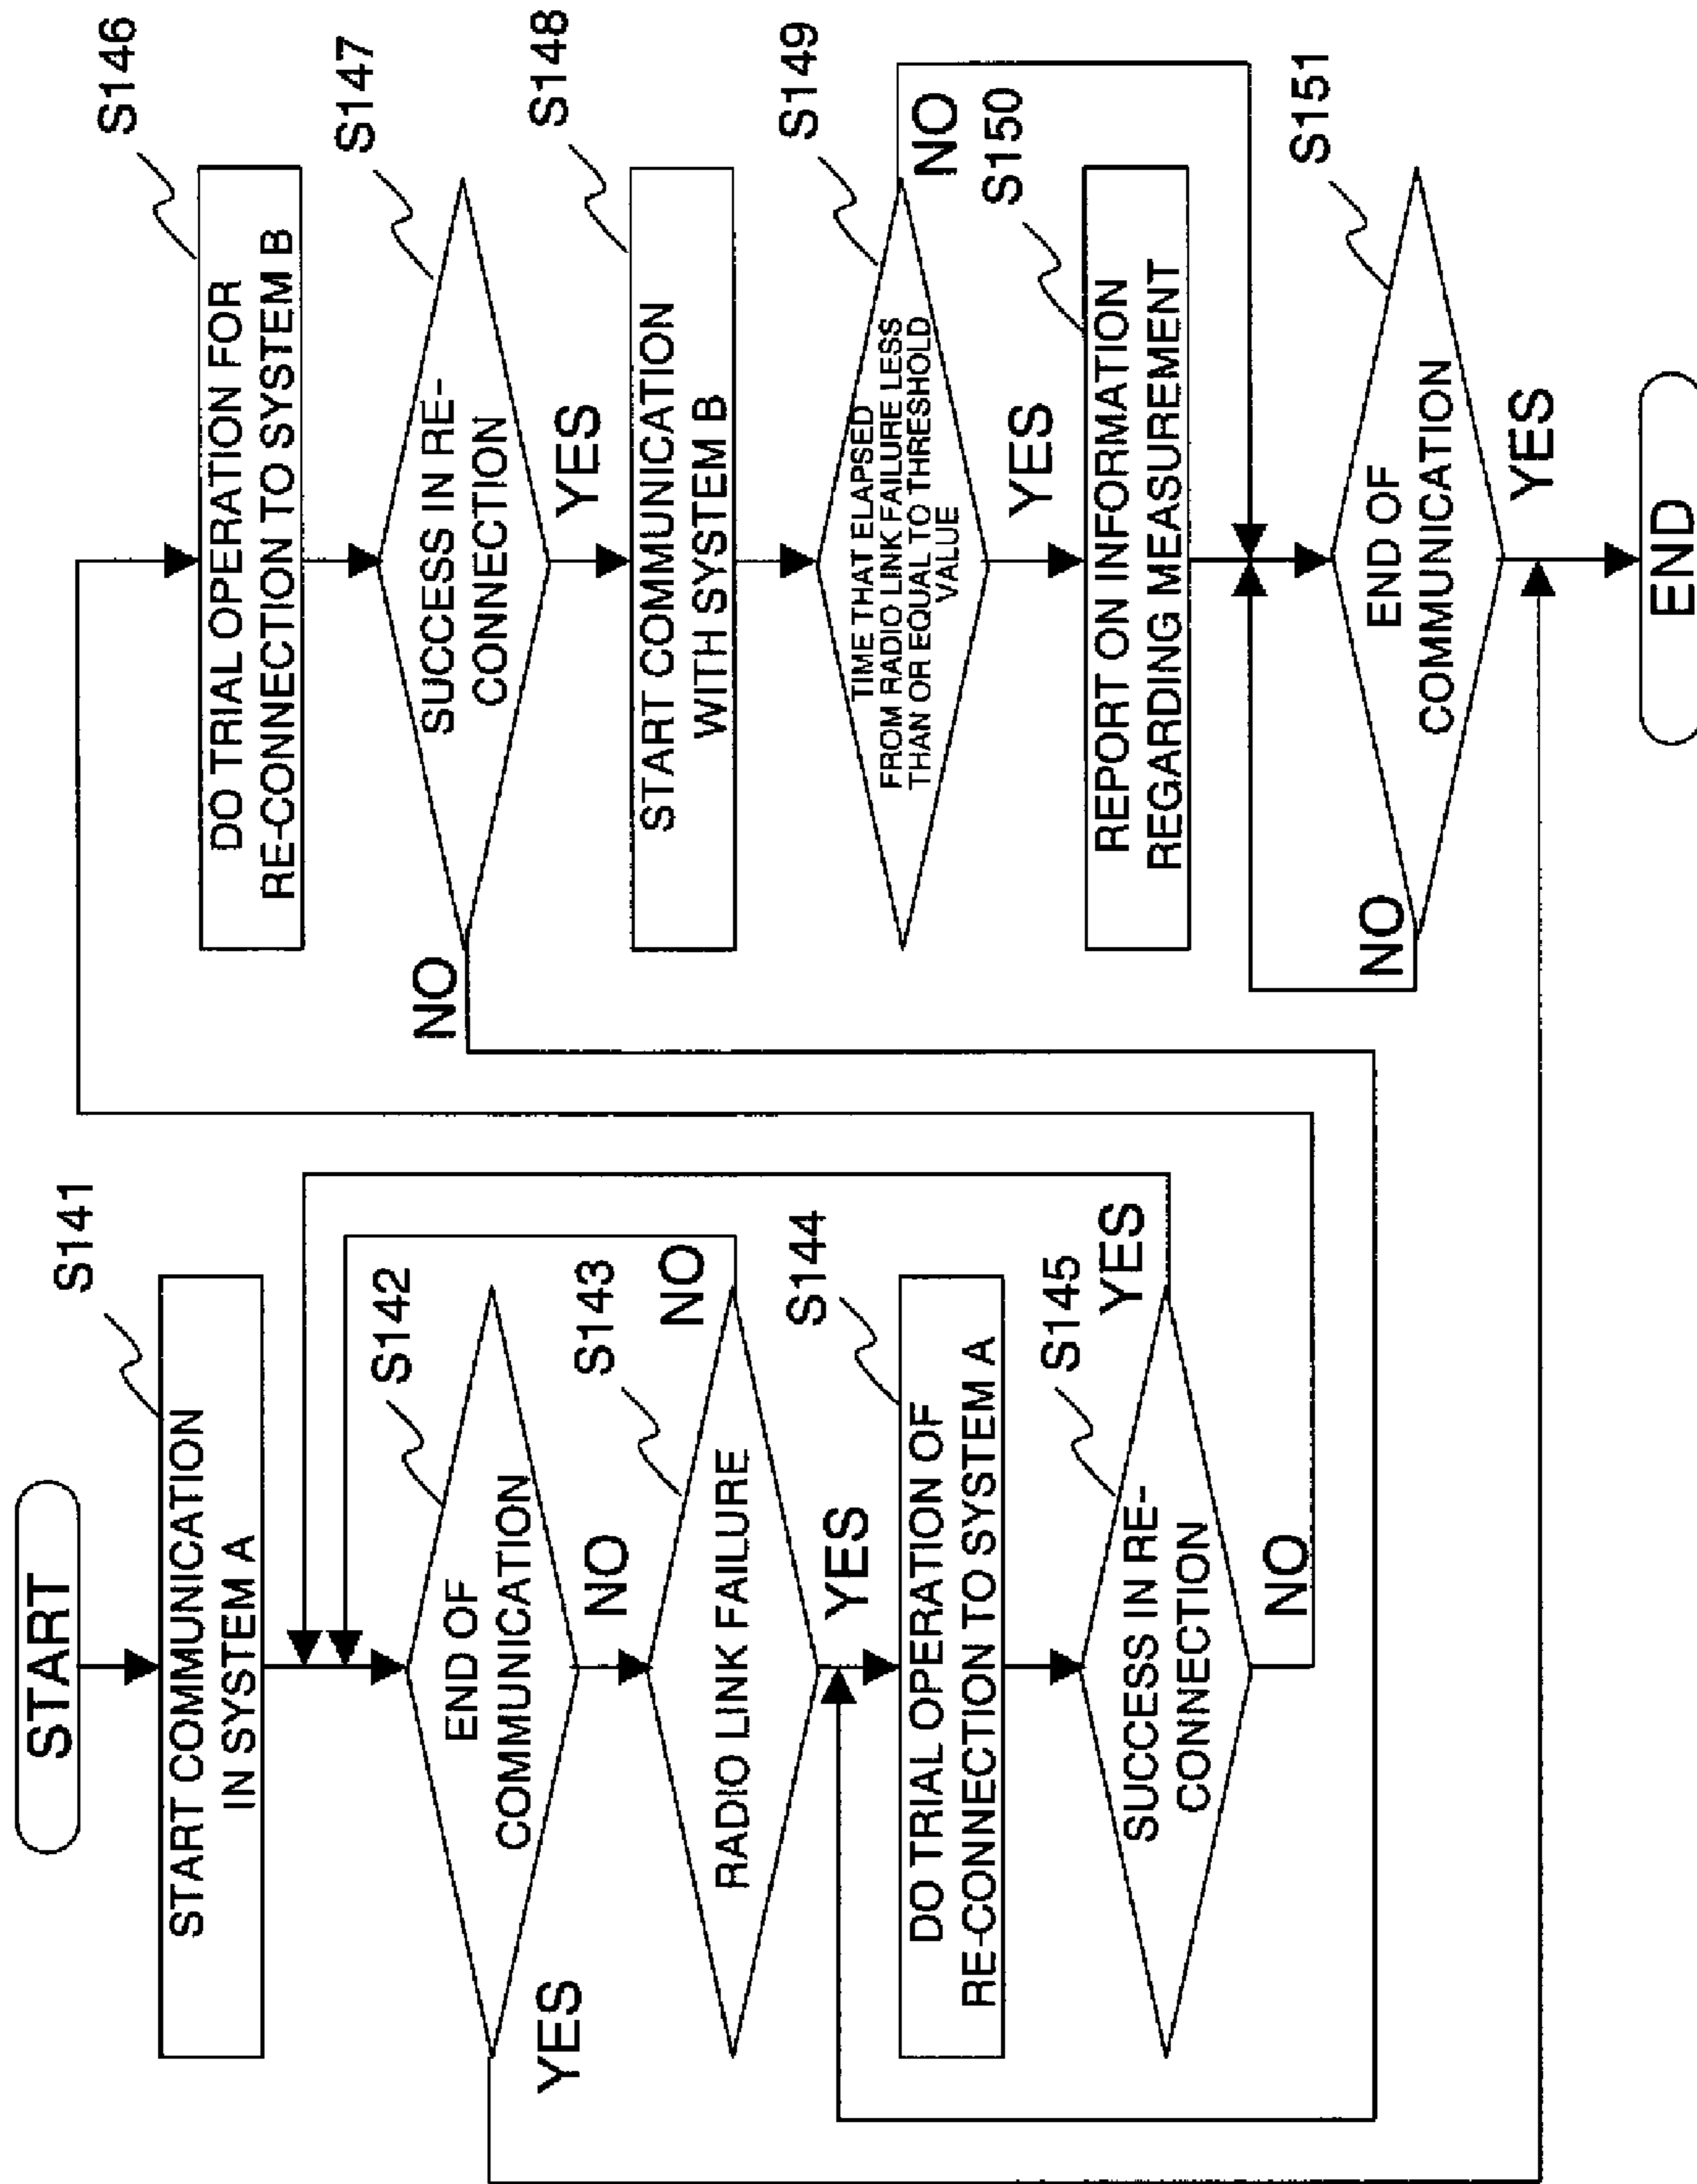 START
S141
START COMMUNICATION
IN SYSTEM A
S142
END OF
COMMUNICATION
YES
NO
S143
RADIO LINK FAILURE
NO
YES
S144
DO TRIAL OPERATION OF
RE-CONNECTION TO SYSTEM A
S145
SUCCESS IN RE-
CONNECTION
YES
NO
S146
DO TRIAL OPERATION FOR
RE-CONNECTION TO SYSTEM B
S147
SUCCESS IN RE-
CONNECTION
NO
YES
S148
START COMMUNICATION
WITH SYSTEM B
S149
TIME THAT ELAPSED
FROM RADIO LINK FAILURE LESS
THAN OR EQUAL TO THRESHOLD
VALUE
NO
YES
S150
REPORT ON INFORMATION
REGARDING MEASUREMENT
S151
END OF
COMMUNICATION
NO
YES
END